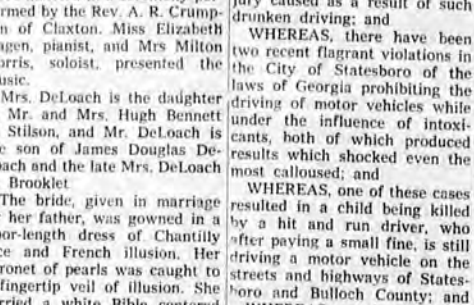 rmed by the Rev. A. R. Crump-
n of Claxton. Miss Elizabeth
agen, pianist, and Mrs Milton
orris, soloist, presented the
usic.
Mrs. DeLoach is the daughter
Mr. and Mrs. Hugh Bennett
Stilson, and Mr. DeLoach is
e son of James Douglas De-
oach and the late Mrs. DeLoach
Brooklet
The bride, given in marriage
her father, was gowned in a
oor-length dress of Chantilly
ce and French illusion. Her
ronet of pearls was caught to
fingertip veil of illusion. She
rried a white Bible centered
jury caused as a result of such
drunken driving; and
WHEREAS, there have been
two recent flagrant violations in
the City of Statesboro of the
laws of Georgia prohibiting the
driving of motor vehicles while
under the influence of intoxi-
cants, both of which produced
results which shocked even the
most calloused; and
WHEREAS, one of these cases
resulted in a child being killed
by a hit and run driver, who
after paying a small fine, is still
driving a motor vehicle on the
streets and highways of States-
boro and Bulloch County; and